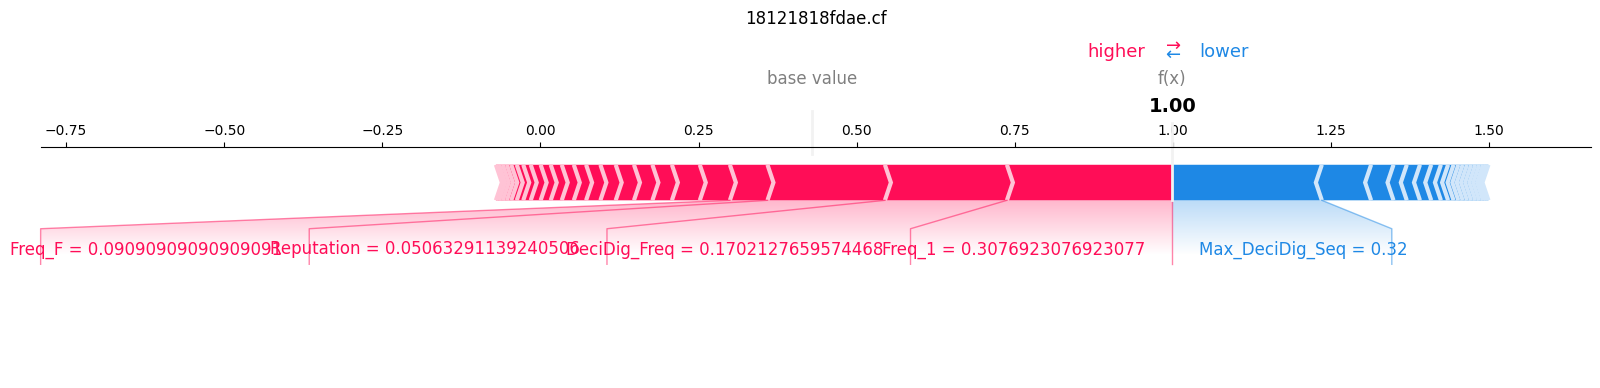 18121818fdae.cf
higher ⇄ lower
base value f(x)
1.00
−0.75 −0.50 −0.25 0.00 0.25 0.50 0.75 1.00 1.25 1.50
Freq_F = 0.09090909090909091 Reputation = 0.05063291139240506 DeciDig_Freq = 0.1702127659574468 Freq_1 = 0.3076923076923077 Max_DeciDig_Seq = 0.32